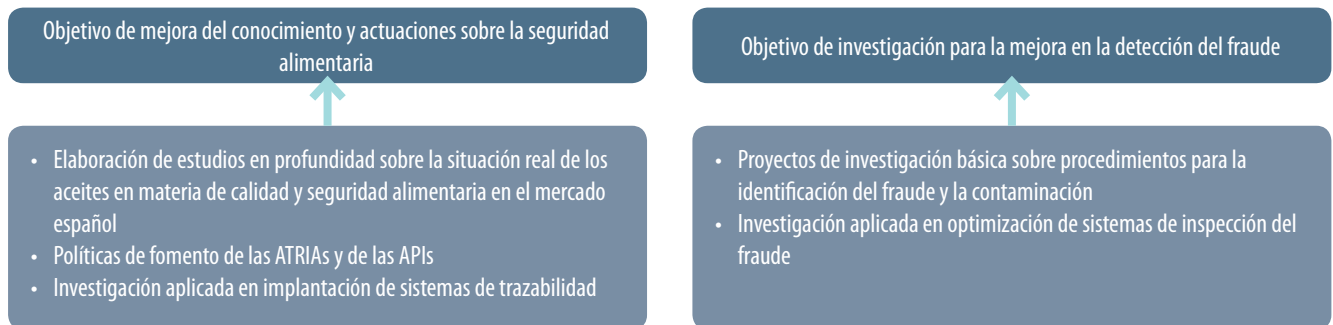 Objetivo de mejora del conocimiento y actuaciones sobre la seguridad
alimentaria
• Elaboración de estudios en profundidad sobre la situación real de los
aceites en materia de calidad y seguridad alimentaria en el mercado
español
• Políticas de fomento de las ATRIAs y de las APIs
• Investigación aplicada en implantación de sistemas de trazabilidad
Objetivo de investigación para la mejora en la detección del fraude
• Proyectos de investigación básica sobre procedimientos para la
identificación del fraude y la contaminación
• Investigación aplicada en optimización de sistemas de inspección del
fraude